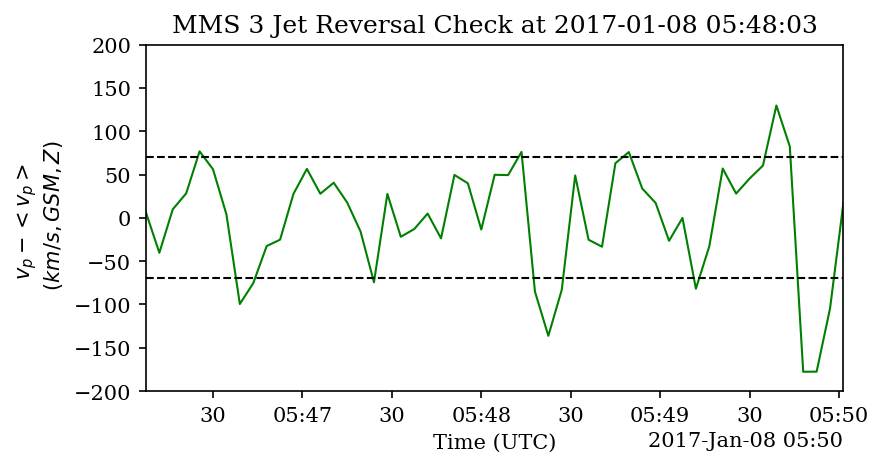 MMS 3 Jet Reversal Check at 2017-01-08 05:48:03
200
150
100
50
0
−50
−100
−150
−200
v_p − < v_p >
(km/s, GSM, Z)
30 05:47 30 05:48 30 05:49 30 05:50
Time (UTC) 2017-Jan-08 05:50